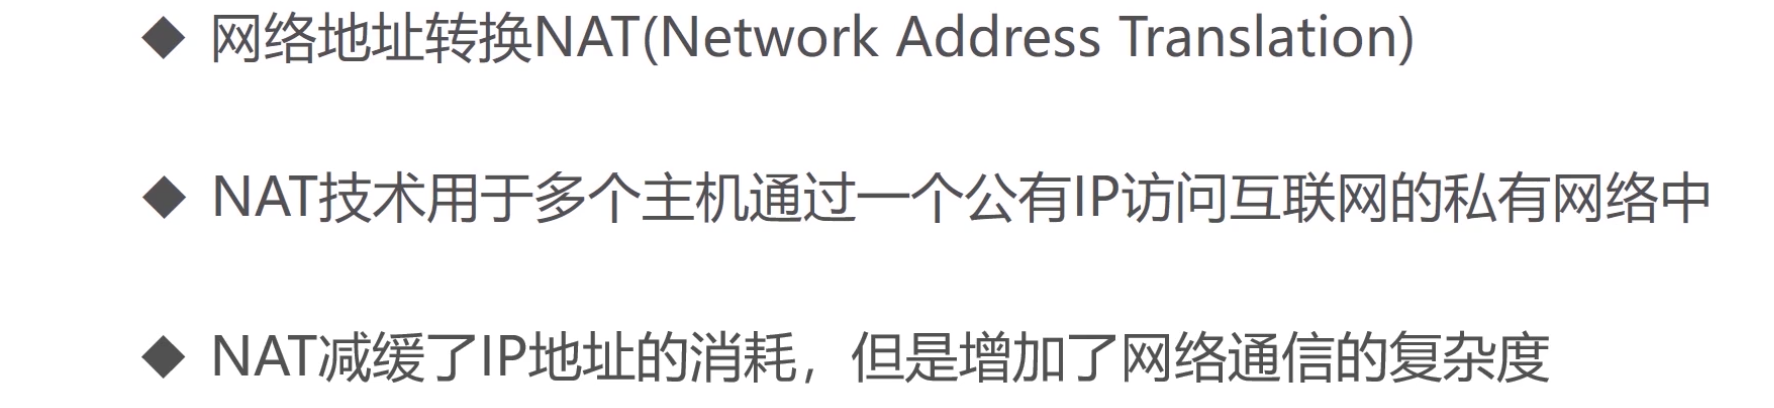 ◆ 网络地址转换NAT(Network Address Translation)
◆ NAT技术用于多个主机通过一个公有IP访问互联网的私有网络中
◆ NAT减缓了IP地址的消耗，但是增加了网络通信的复杂度